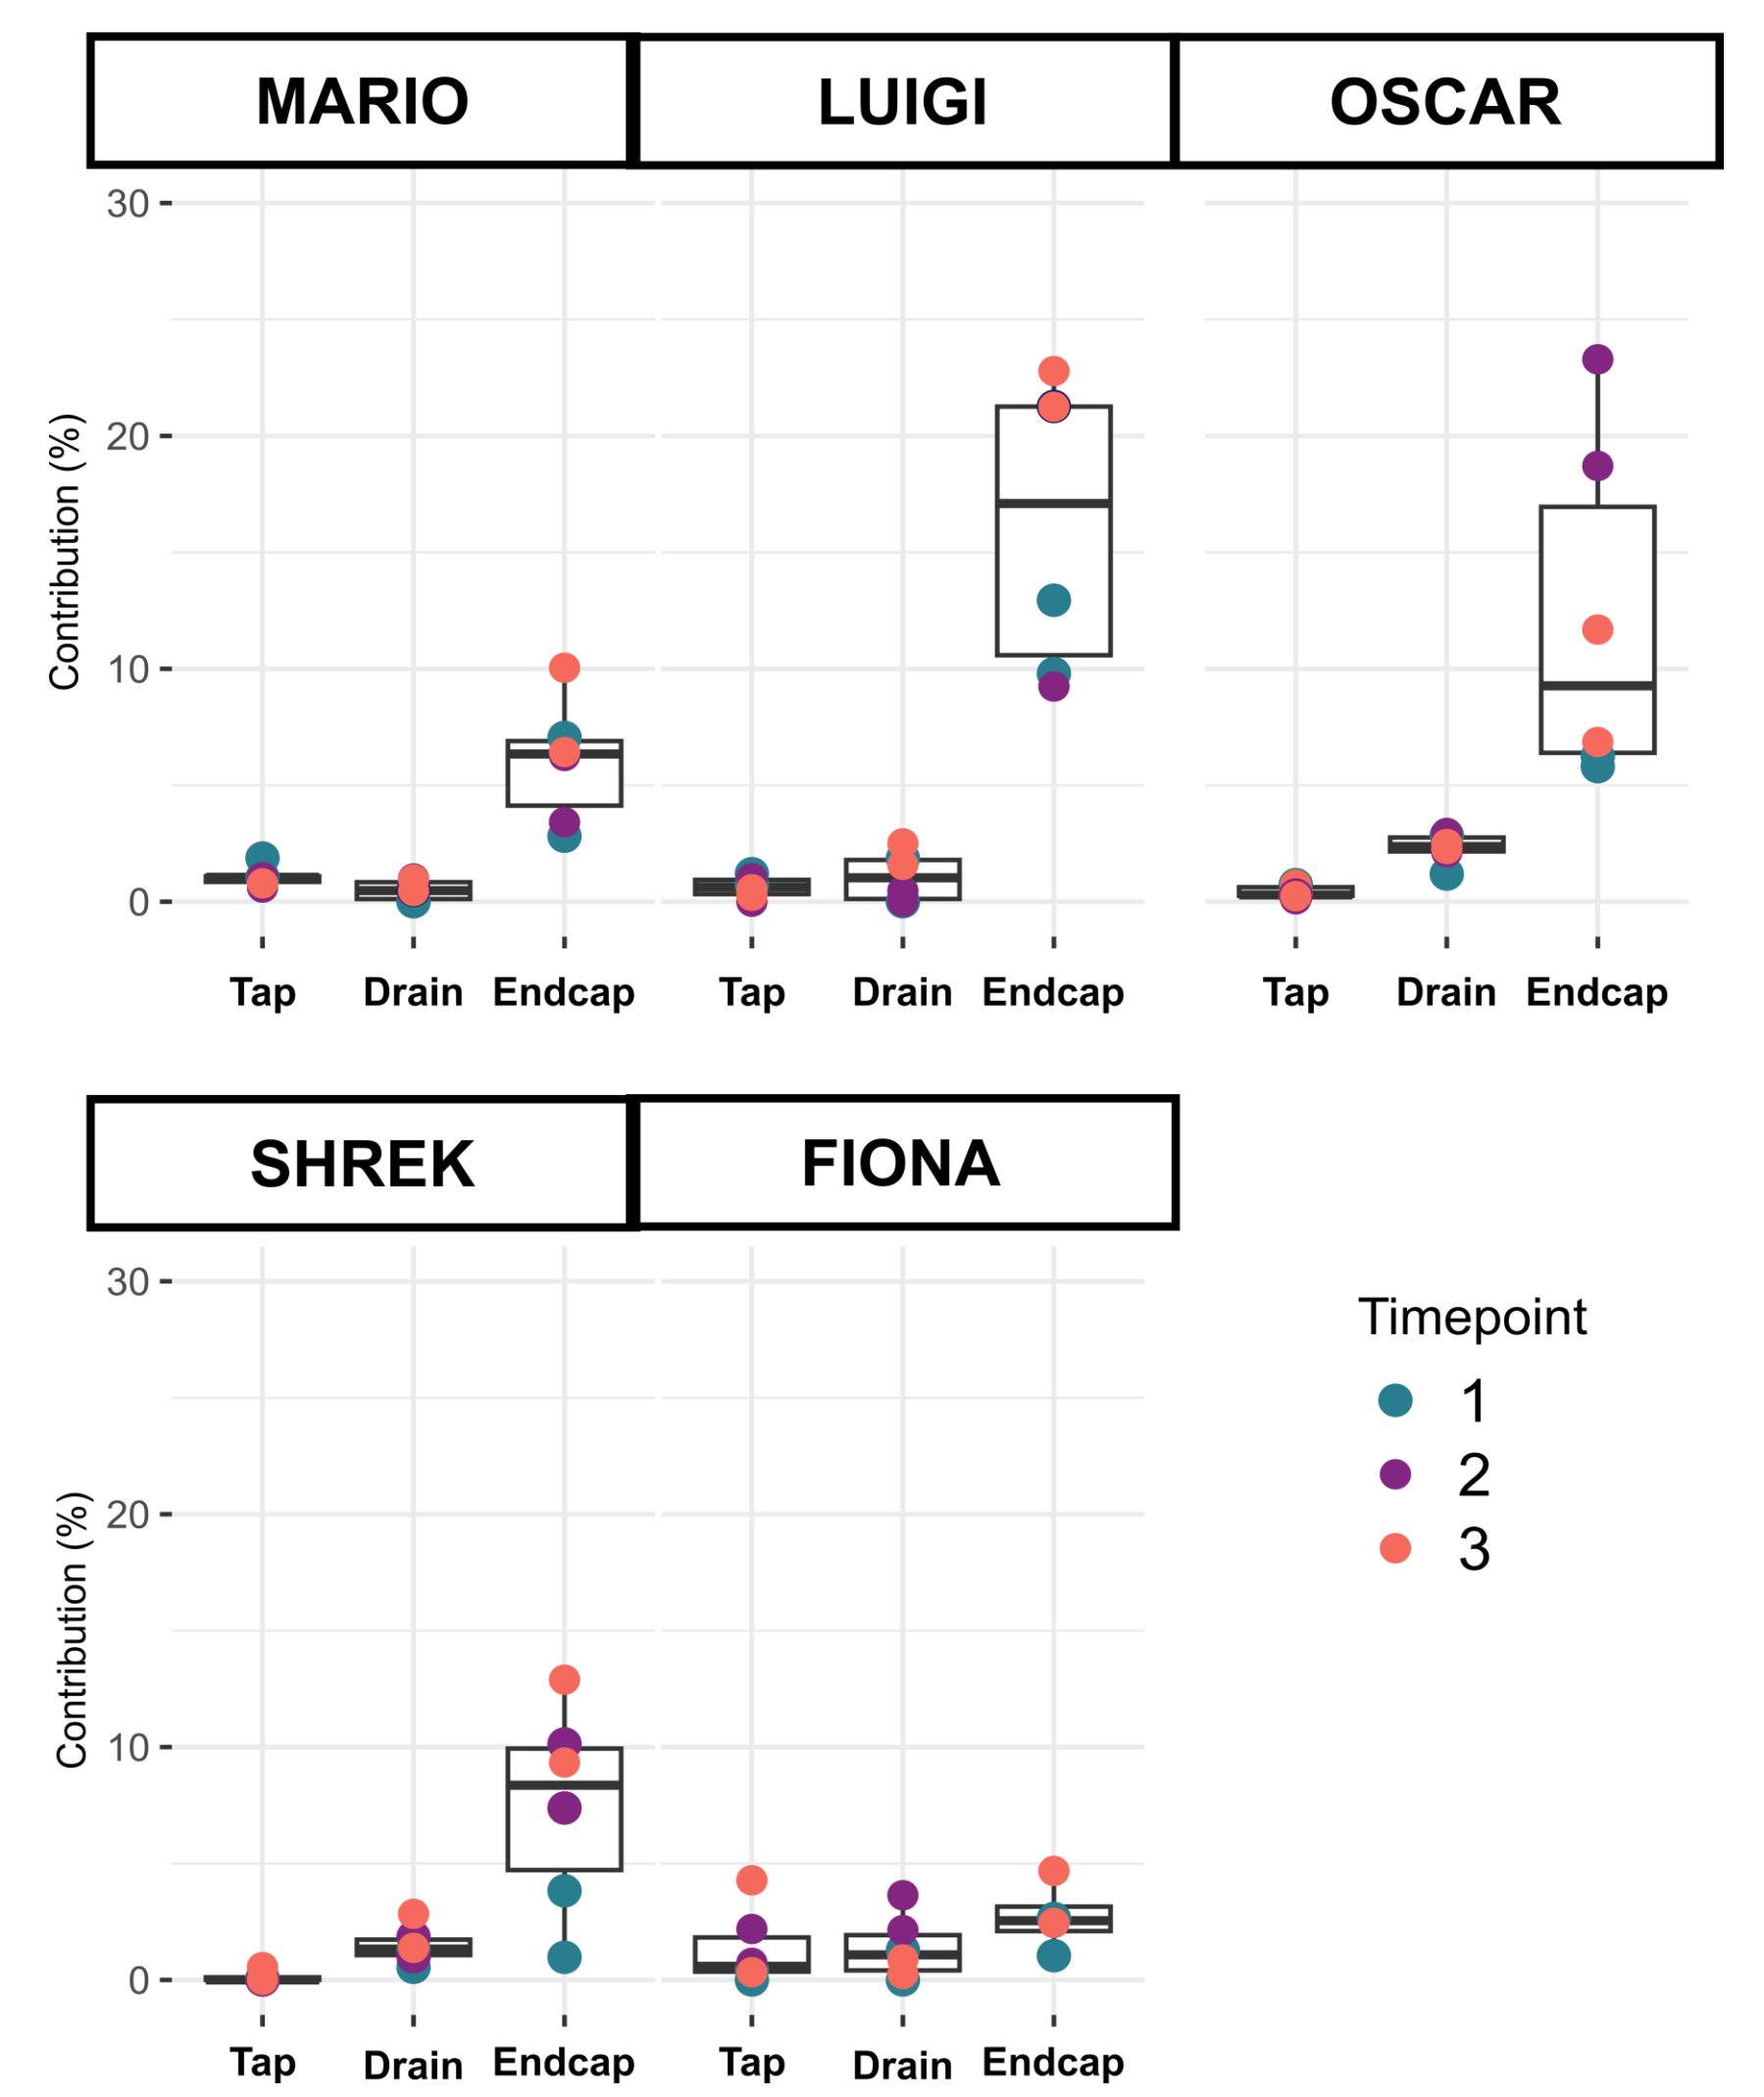 MARIO LUIGI OSCAR
Contribution (%)
30
20
10
0
Tap Drain Endcap Tap Drain Endcap Tap Drain Endcap
SHREK FIONA
Contribution (%)
30
20
10
0
Tap Drain Endcap Tap Drain Endcap
Timepoint
1
2
3